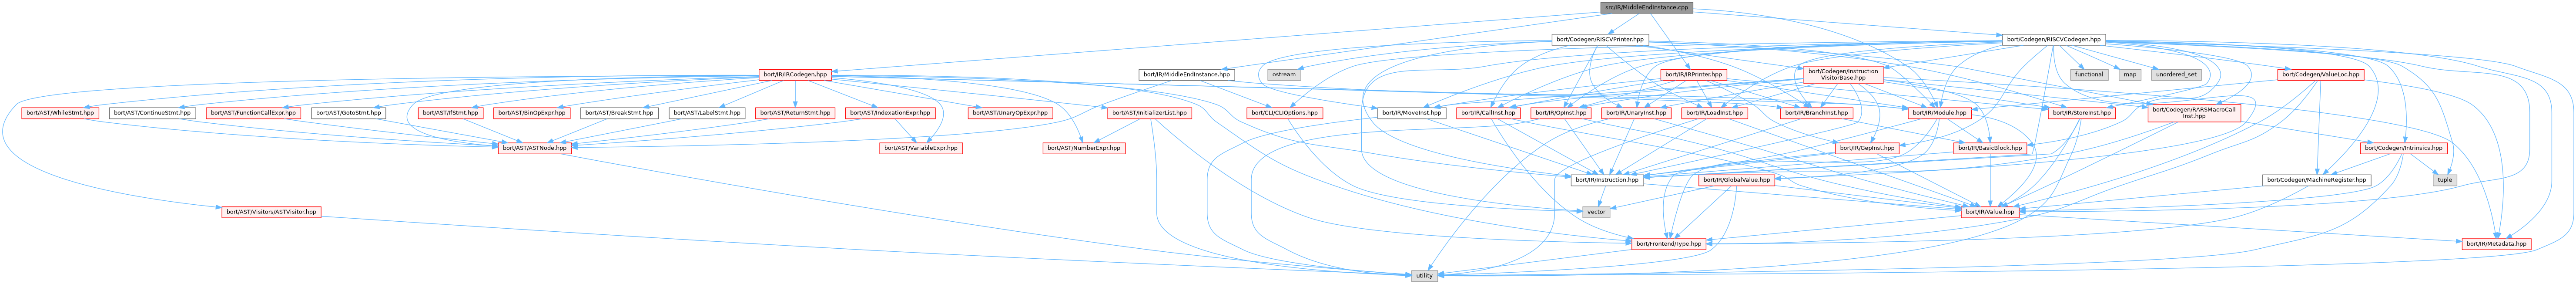 src/IR/MiddleEndInstance.cpp
bort/Codegen/RISCVPrinter.hpp
bort/Codegen/RISCVCodegen.hpp
bort/IR/IRCodegen.hpp
bort/IR/MiddleEndInstance.hpp
ostream
bort/IR/IRPrinter.hpp
bort/Codegen/Instruction
VisitorBase.hpp
functional
map
unordered_set
bort/Codegen/ValueLoc.hpp
bort/AST/WhileStmt.hpp
bort/AST/ContinueStmt.hpp
bort/AST/FunctionCallExpr.hpp
bort/AST/GotoStmt.hpp
bort/AST/IfStmt.hpp
bort/AST/BinOpExpr.hpp
bort/AST/BreakStmt.hpp
bort/AST/LabelStmt.hpp
bort/AST/ReturnStmt.hpp
bort/AST/IndexationExpr.hpp
bort/AST/UnaryOpExpr.hpp
bort/AST/InitializerList.hpp
bort/CLI/CLIOptions.hpp
bort/IR/MoveInst.hpp
bort/IR/CallInst.hpp
bort/IR/OpInst.hpp
bort/IR/UnaryInst.hpp
bort/IR/LoadInst.hpp
bort/IR/BranchInst.hpp
bort/IR/Module.hpp
bort/IR/StoreInst.hpp
bort/Codegen/RARSMacroCall
Inst.hpp
bort/AST/ASTNode.hpp
bort/AST/VariableExpr.hpp
bort/AST/NumberExpr.hpp
bort/IR/GepInst.hpp
bort/IR/BasicBlock.hpp
bort/Codegen/Intrinsics.hpp
bort/IR/Instruction.hpp
bort/IR/GlobalValue.hpp
bort/Codegen/MachineRegister.hpp
tuple
bort/AST/Visitors/ASTVisitor.hpp
vector
bort/IR/Value.hpp
bort/Frontend/Type.hpp
bort/IR/Metadata.hpp
utility